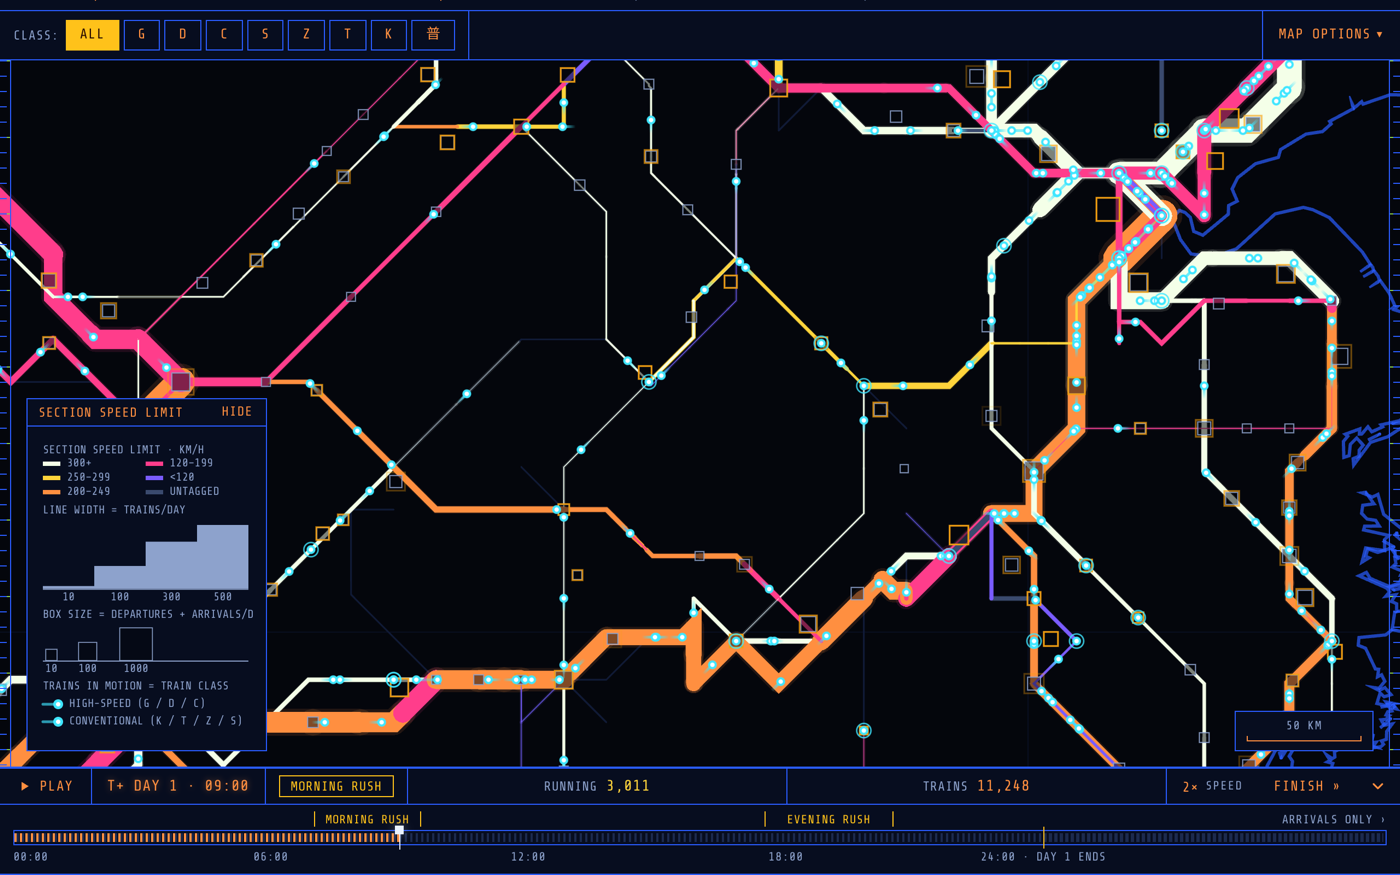 CLASS: ALL G D C S Z T K 普 MAP OPTIONS ▾
SECTION SPEED LIMIT HIDE
SECTION SPEED LIMIT · KM/H
300+ 120–199
250–299 <120
200–249 UNTAGGED
LINE WIDTH = TRAINS/DAY
10 100 300 500
BOX SIZE = DEPARTURES + ARRIVALS/D
10 100 1000
TRAINS IN MOTION = TRAIN CLASS
HIGH-SPEED (G / D / C)
CONVENTIONAL (K / T / Z / S)
50 KM
▶ PLAY T+ DAY 1 · 09:00 MORNING RUSH RUNNING 3,011 TRAINS 11,248 2× SPEED FINISH »
MORNING RUSH EVENING RUSH ARRIVALS ONLY ›
00:00 06:00 12:00 18:00 24:00 · DAY 1 ENDS